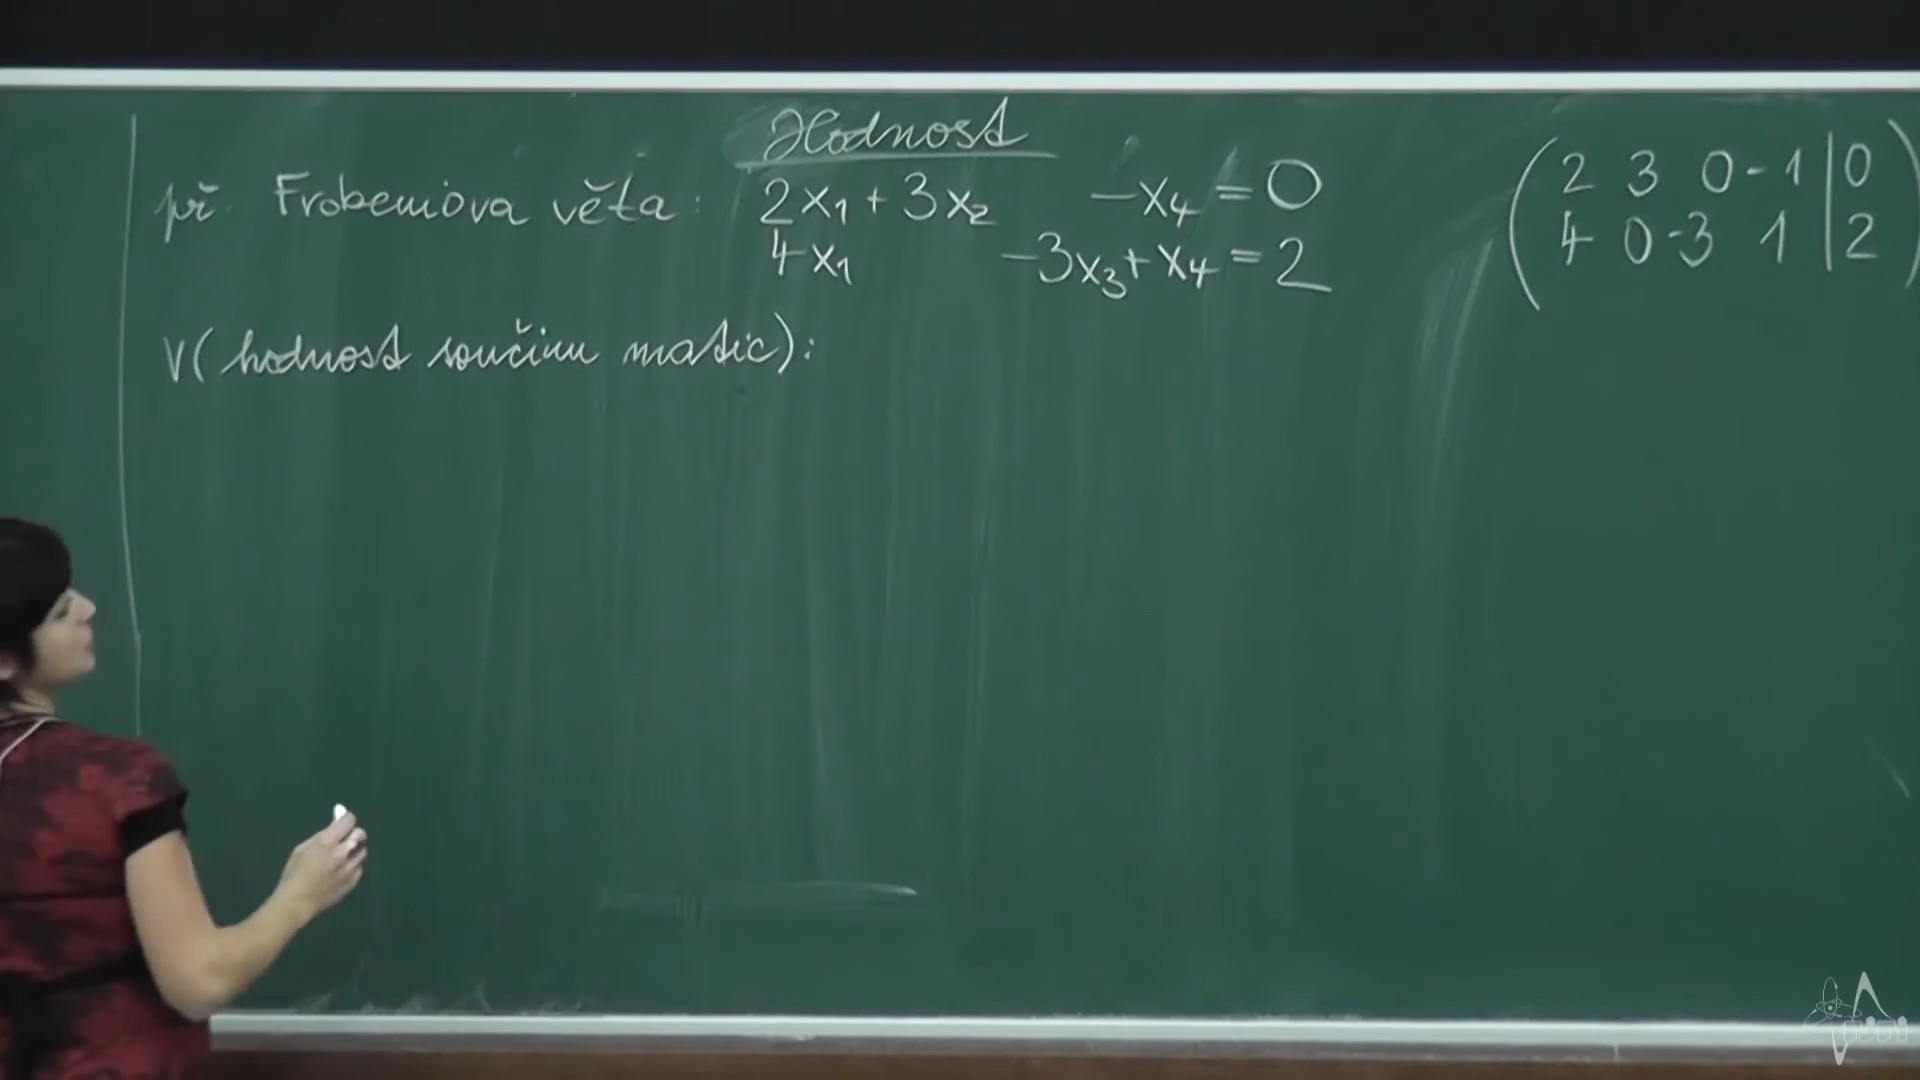 Hodnost
př. Frobeniova věta: 2x₁ + 3x₂ - x₄ = 0
4x₁ - 3x₃ + x₄ = 2
( 2 3 0 -1 | 0 )
( 4 0 -3 1 | 2 )
V(hodnost součinu matic):